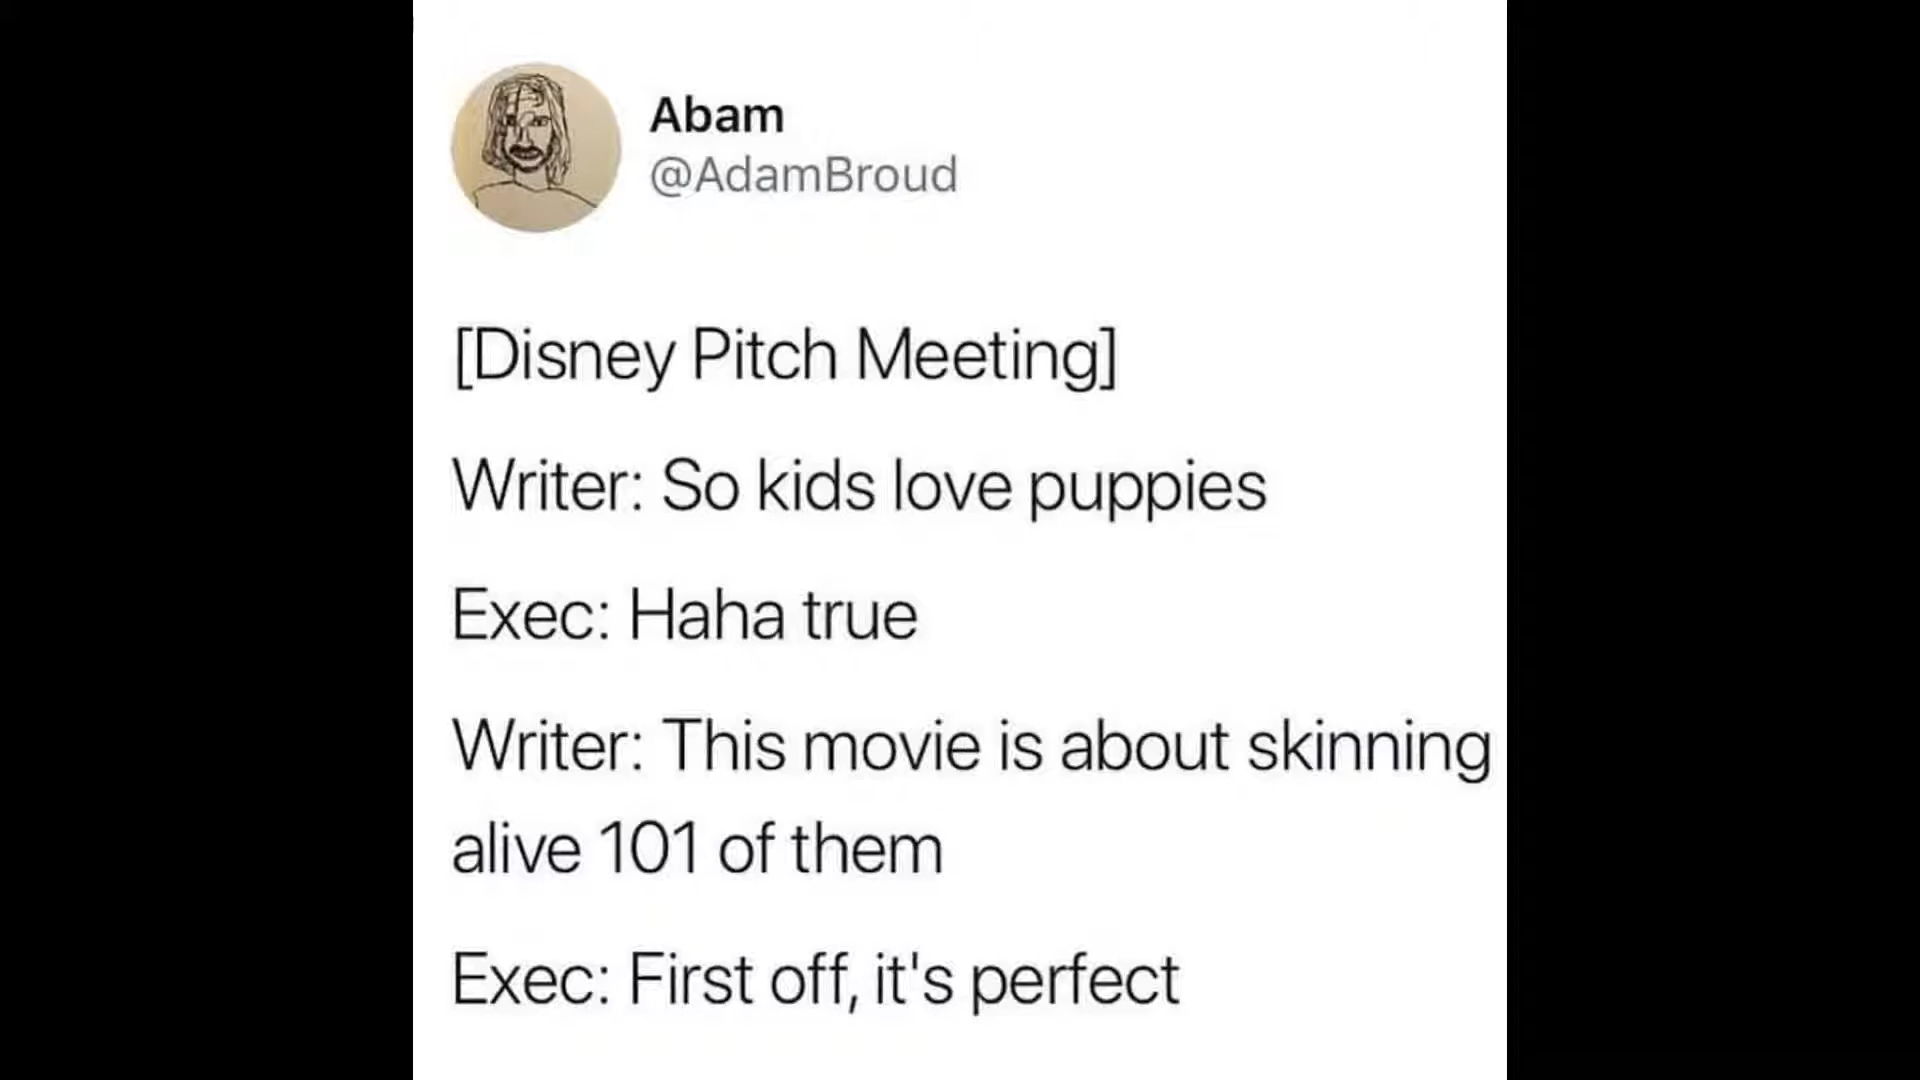 Abam
@AdamBroud
[Disney Pitch Meeting]
Writer: So kids love puppies
Exec: Haha true
Writer: This movie is about skinning
alive 101 of them
Exec: First off, it's perfect